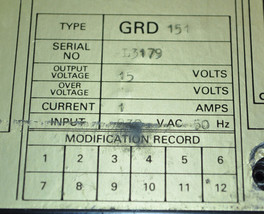 TYPE GRD 151
SERIAL NO 13179
OUTPUT VOLTAGE 15 VOLTS
OVER VOLTAGE VOLTS
CURRENT 1 AMPS
INPUT V AC 50 Hz
MODIFICATION RECORD
1 2 3 4 5 6
7 8 9 10 11 12